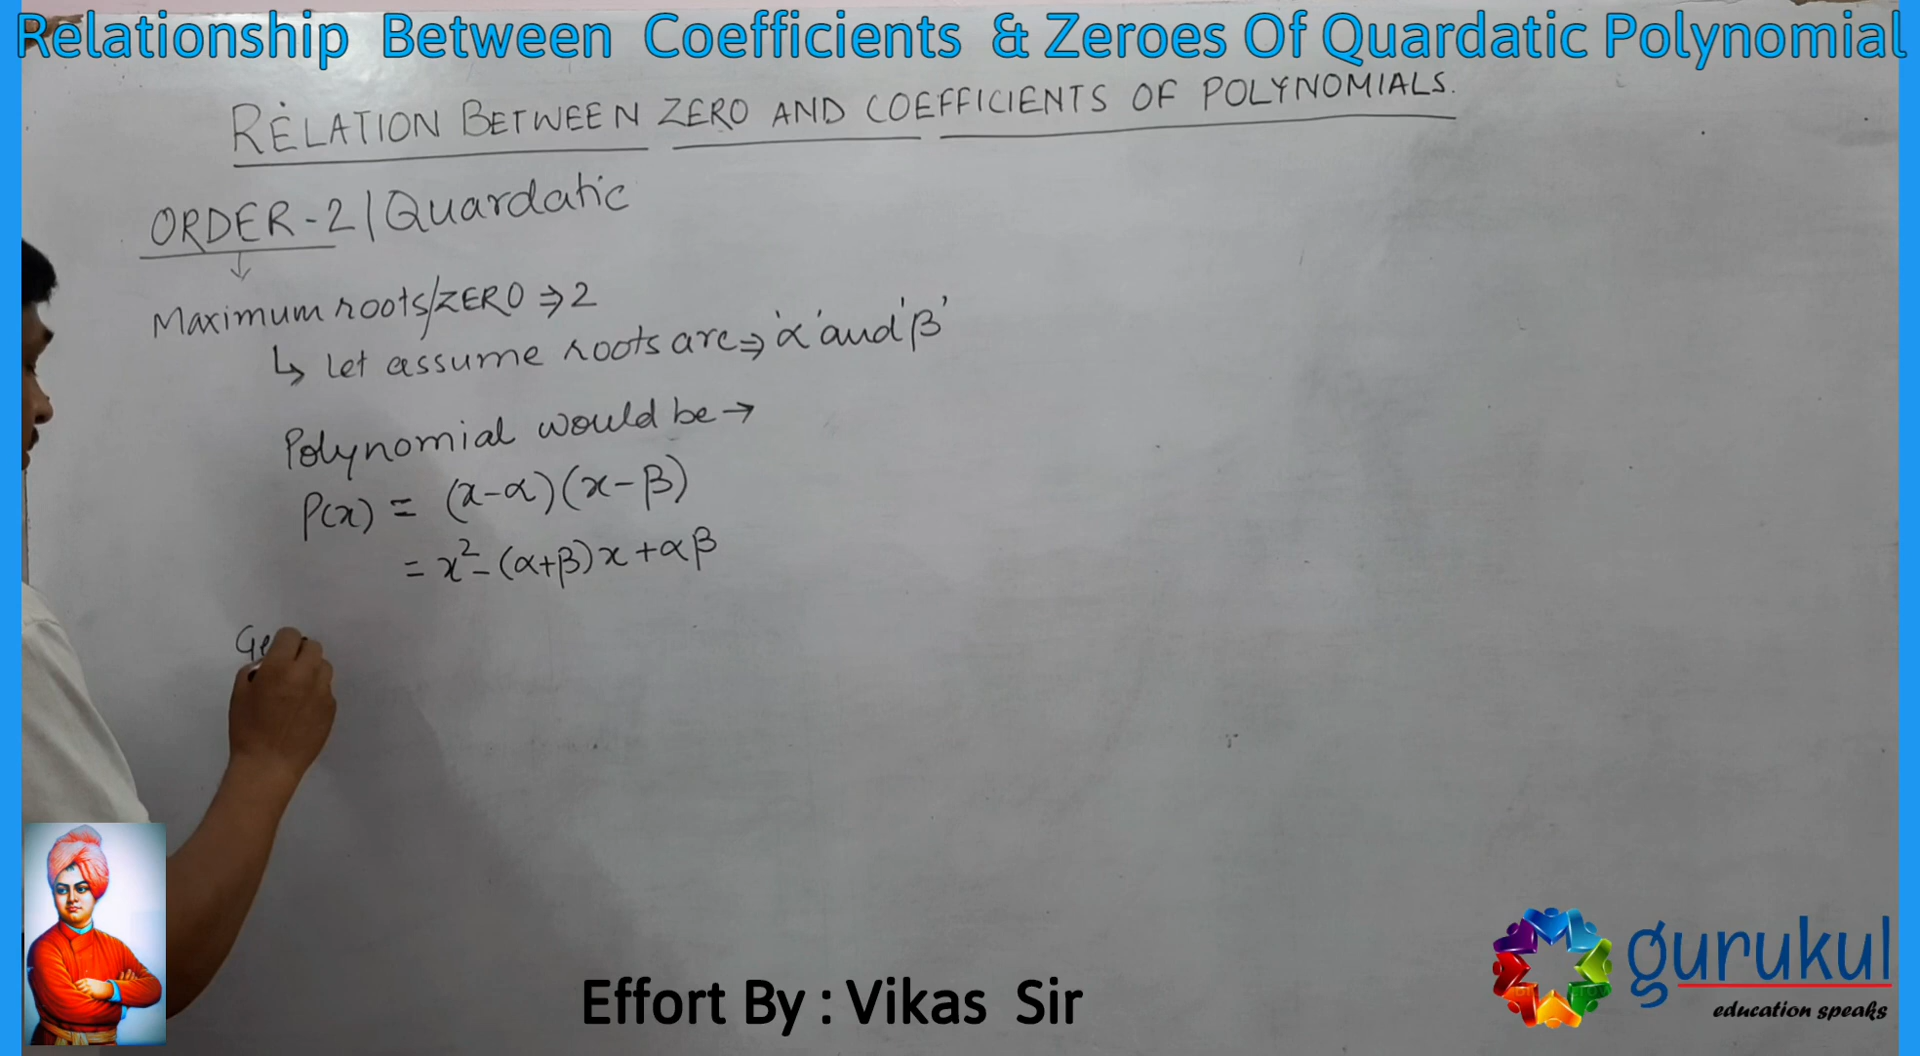 Relationship Between Coefficients & Zeroes Of Quardatic Polynomial
RELATION BETWEEN ZERO AND COEFFICIENTS OF POLYNOMIALS.
ORDER-2 | Quardatic
↓
Maximum roots/ZERO ⇒ 2
↳ let assume roots are ⇒ 'α' and 'β'
Polynomial would be →
P(x) = (x-α)(x-β)
= x² - (α+β)x + αβ
Ge
Effort By : Vikas Sir
gurukul
education speaks